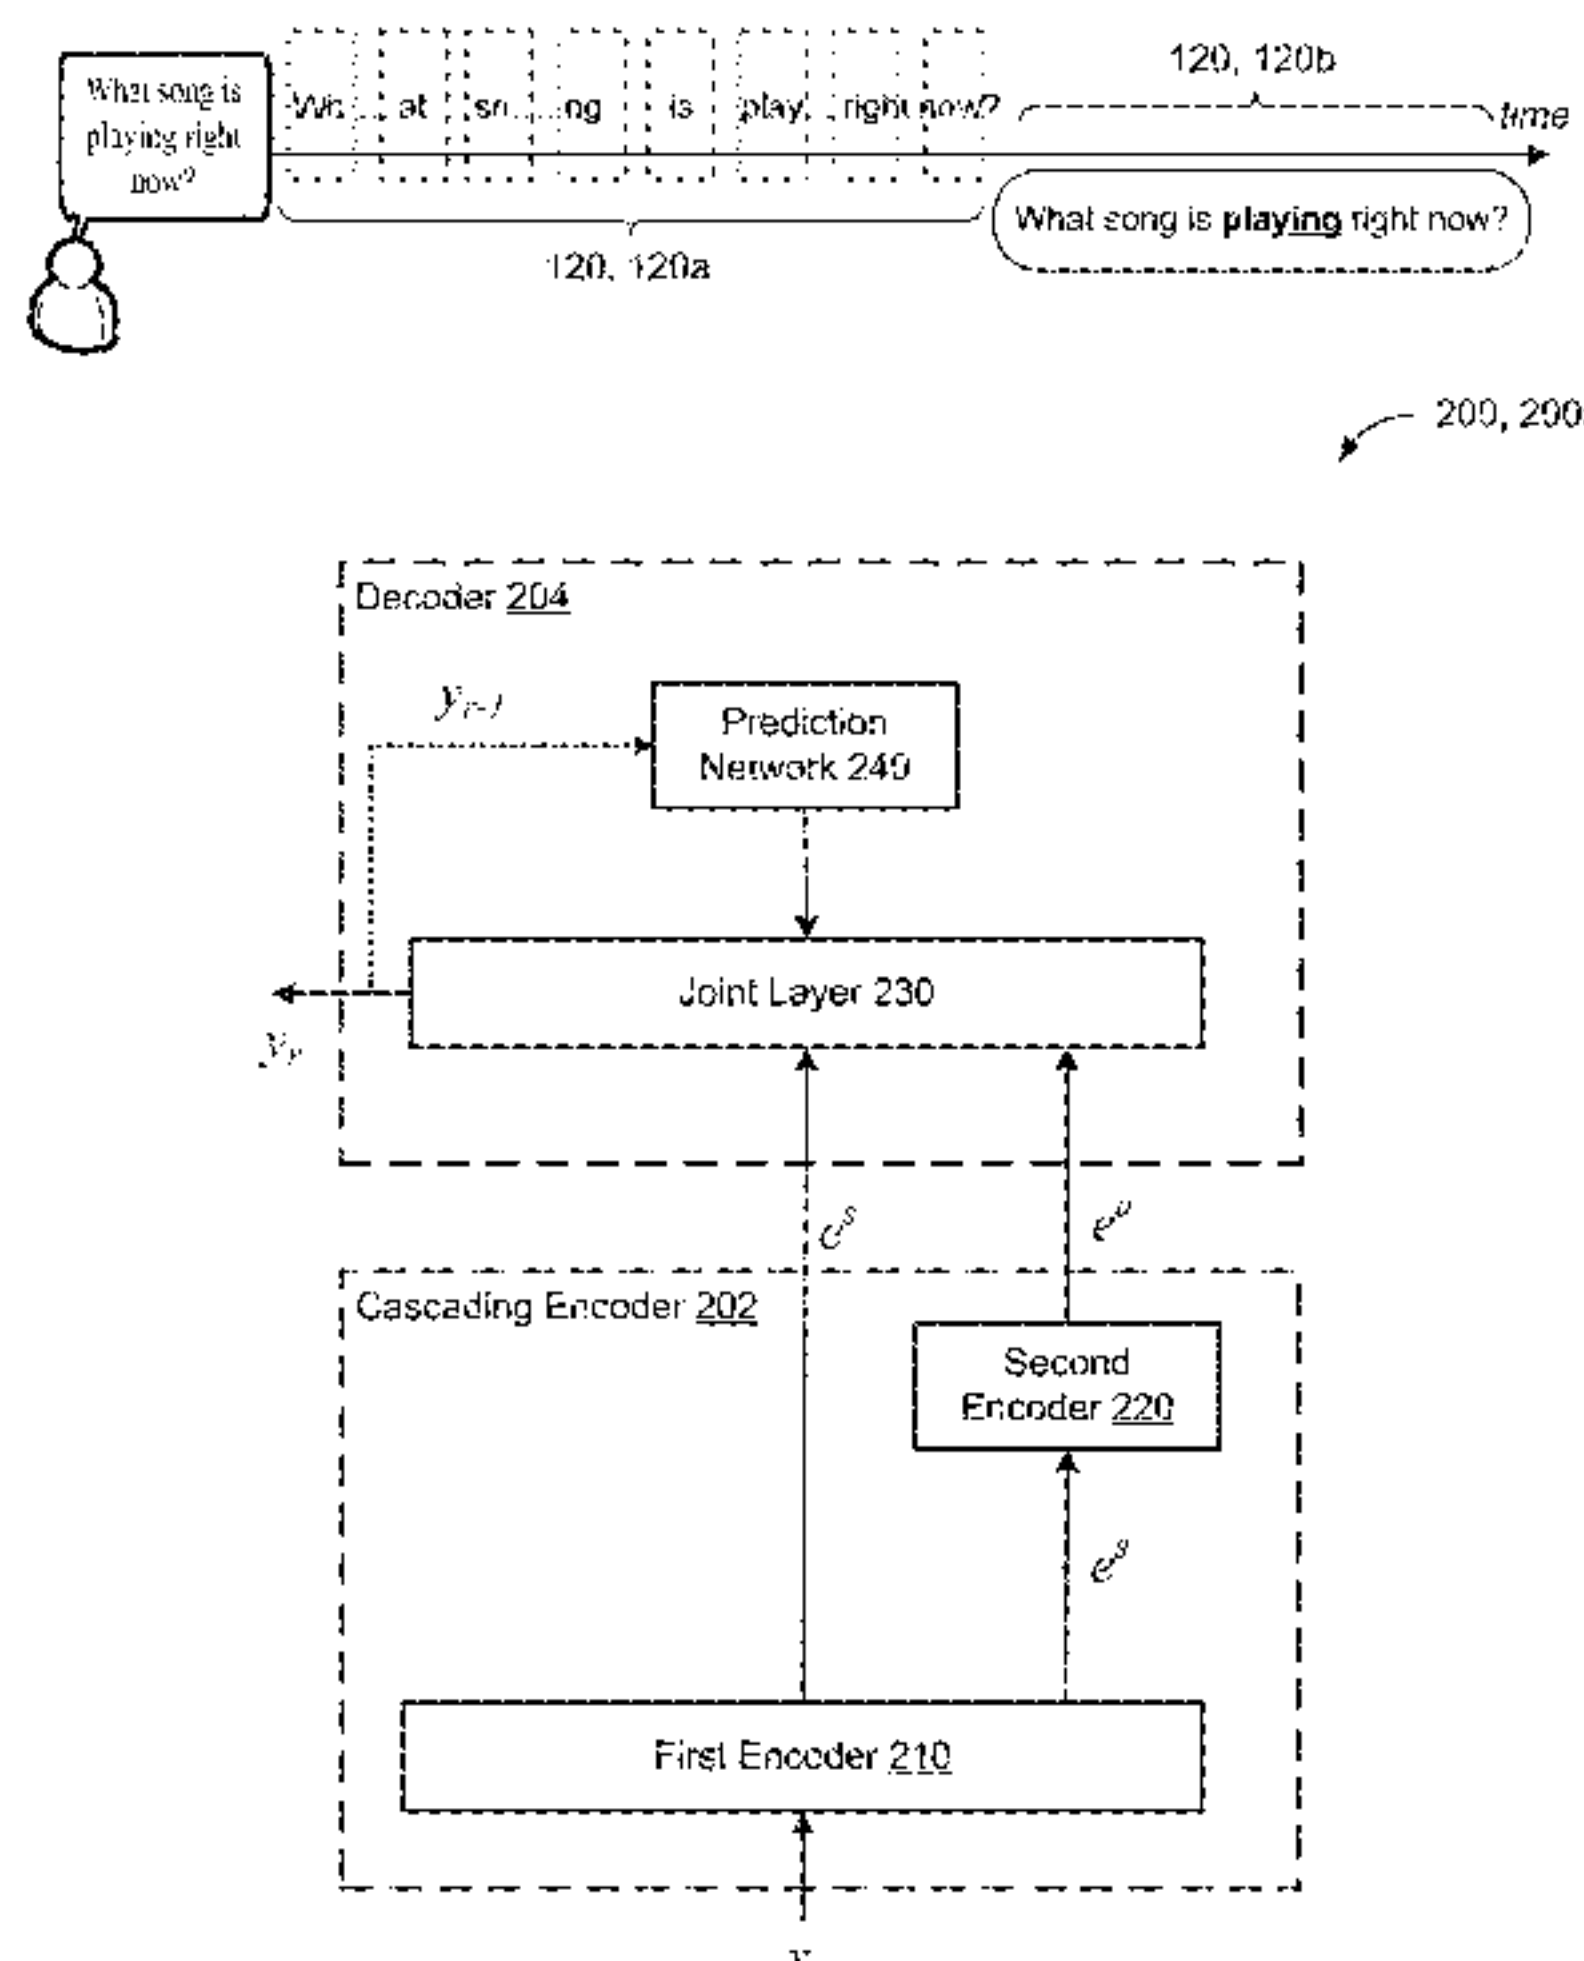 What song is
playing right
now?
Wh... at so... ...ng is play... right now?
120, 120b
time
What song is playing right now?
120, 120a
200, 200
Decoder 204
Prediction
Network 240
Joint Layer 230
Cascading Encoder 202
e^s
Second
Encoder 220
e^s
First Encoder 210